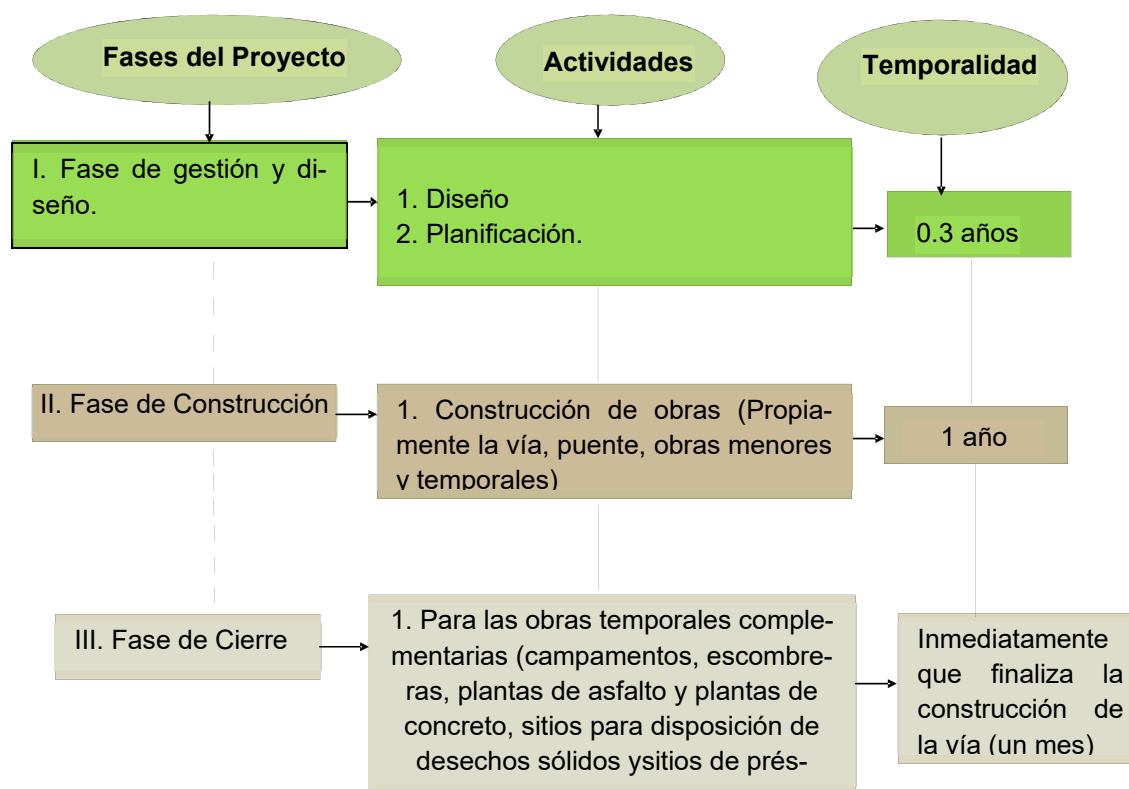 Fases del Proyecto
Actividades
Temporalidad
I. Fase de gestión y di-
seño.
1. Diseño
2. Planificación.
0.3 años
II. Fase de Construcción
1. Construcción de obras (Propia-
mente la vía, puente, obras menores
y temporales)
1 año
III. Fase de Cierre
1. Para las obras temporales comple-
mentarias (campamentos, escombre-
ras, plantas de asfalto y plantas de
concreto, sitios para disposición de
desechos sólidos ysitios de prés-
Inmediatamente
que finaliza la
construcción de
la vía (un mes)